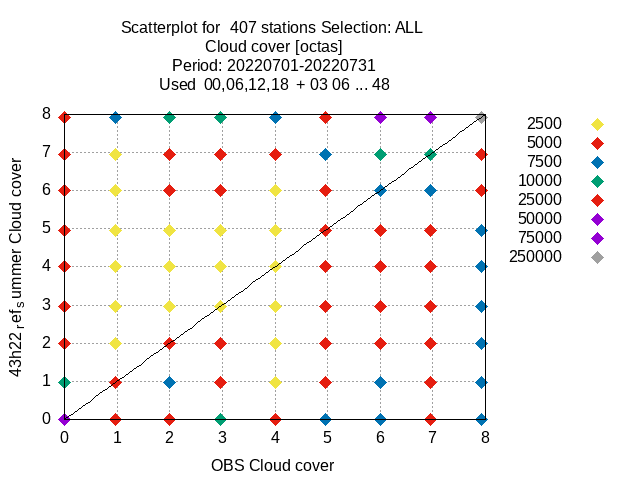 Scatterplot for  407 stations Selection: ALL
Cloud cover [octas]
Period: 20220701-20220731
Used  00,06,12,18  + 03 06 ... 48
8
7
6
5
4
3
2
1
0
0 1 2 3 4 5 6 7 8
43h22ref summer Cloud cover
OBS Cloud cover
2500
5000
7500
10000
25000
50000
75000
250000